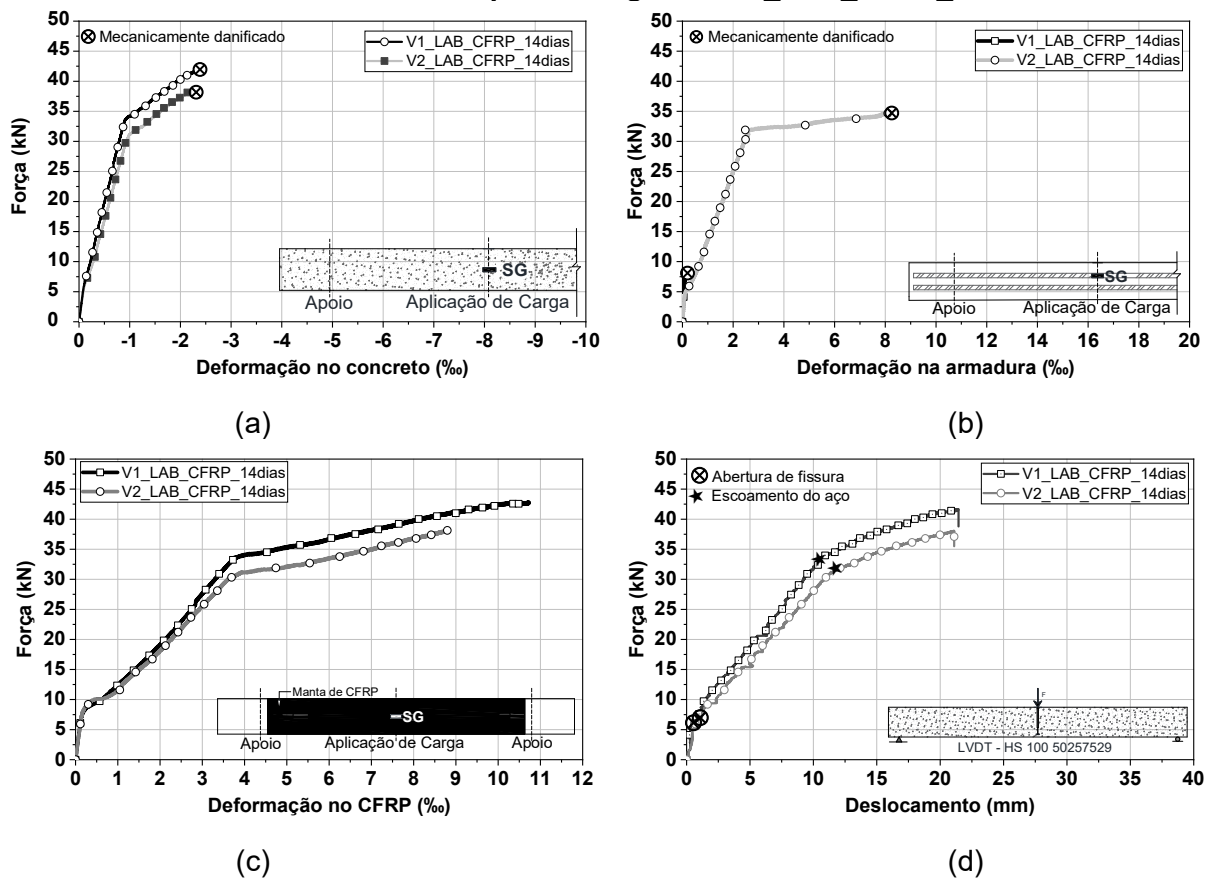 50
45
40
35
30
25
20
15
10
5
0
Força (kN)
Mecanicamente danificado
V1_LAB_CFRP_14dias
V2_LAB_CFRP_14dias
SG
Apoio
Aplicação de Carga
0 -1 -2 -3 -4 -5 -6 -7 -8 -9 -10
Deformação no concreto (‰)
(a)
50
45
40
35
30
25
20
15
10
5
0
Força (kN)
Mecanicamente danificado
V1_LAB_CFRP_14dias
V2_LAB_CFRP_14dias
SG
Apoio
Aplicação de Carga
0 2 4 6 8 10 12 14 16 18 20
Deformação na armadura (‰)
(b)
50
45
40
35
30
25
20
15
10
5
0
Força (kN)
V1_LAB_CFRP_14dias
V2_LAB_CFRP_14dias
Manta de CFRP
SG
Apoio
Aplicação de Carga
Apoio
0 1 2 3 4 5 6 7 8 9 10 11 12
Deformação no CFRP (‰)
(c)
50
45
40
35
30
25
20
15
10
5
0
Força (kN)
Abertura de fissura
Escoamento do aço
V1_LAB_CFRP_14dias
V2_LAB_CFRP_14dias
F
LVDT - HS 100 50257529
0 5 10 15 20 25 30 35 40
Deslocamento (mm)
(d)